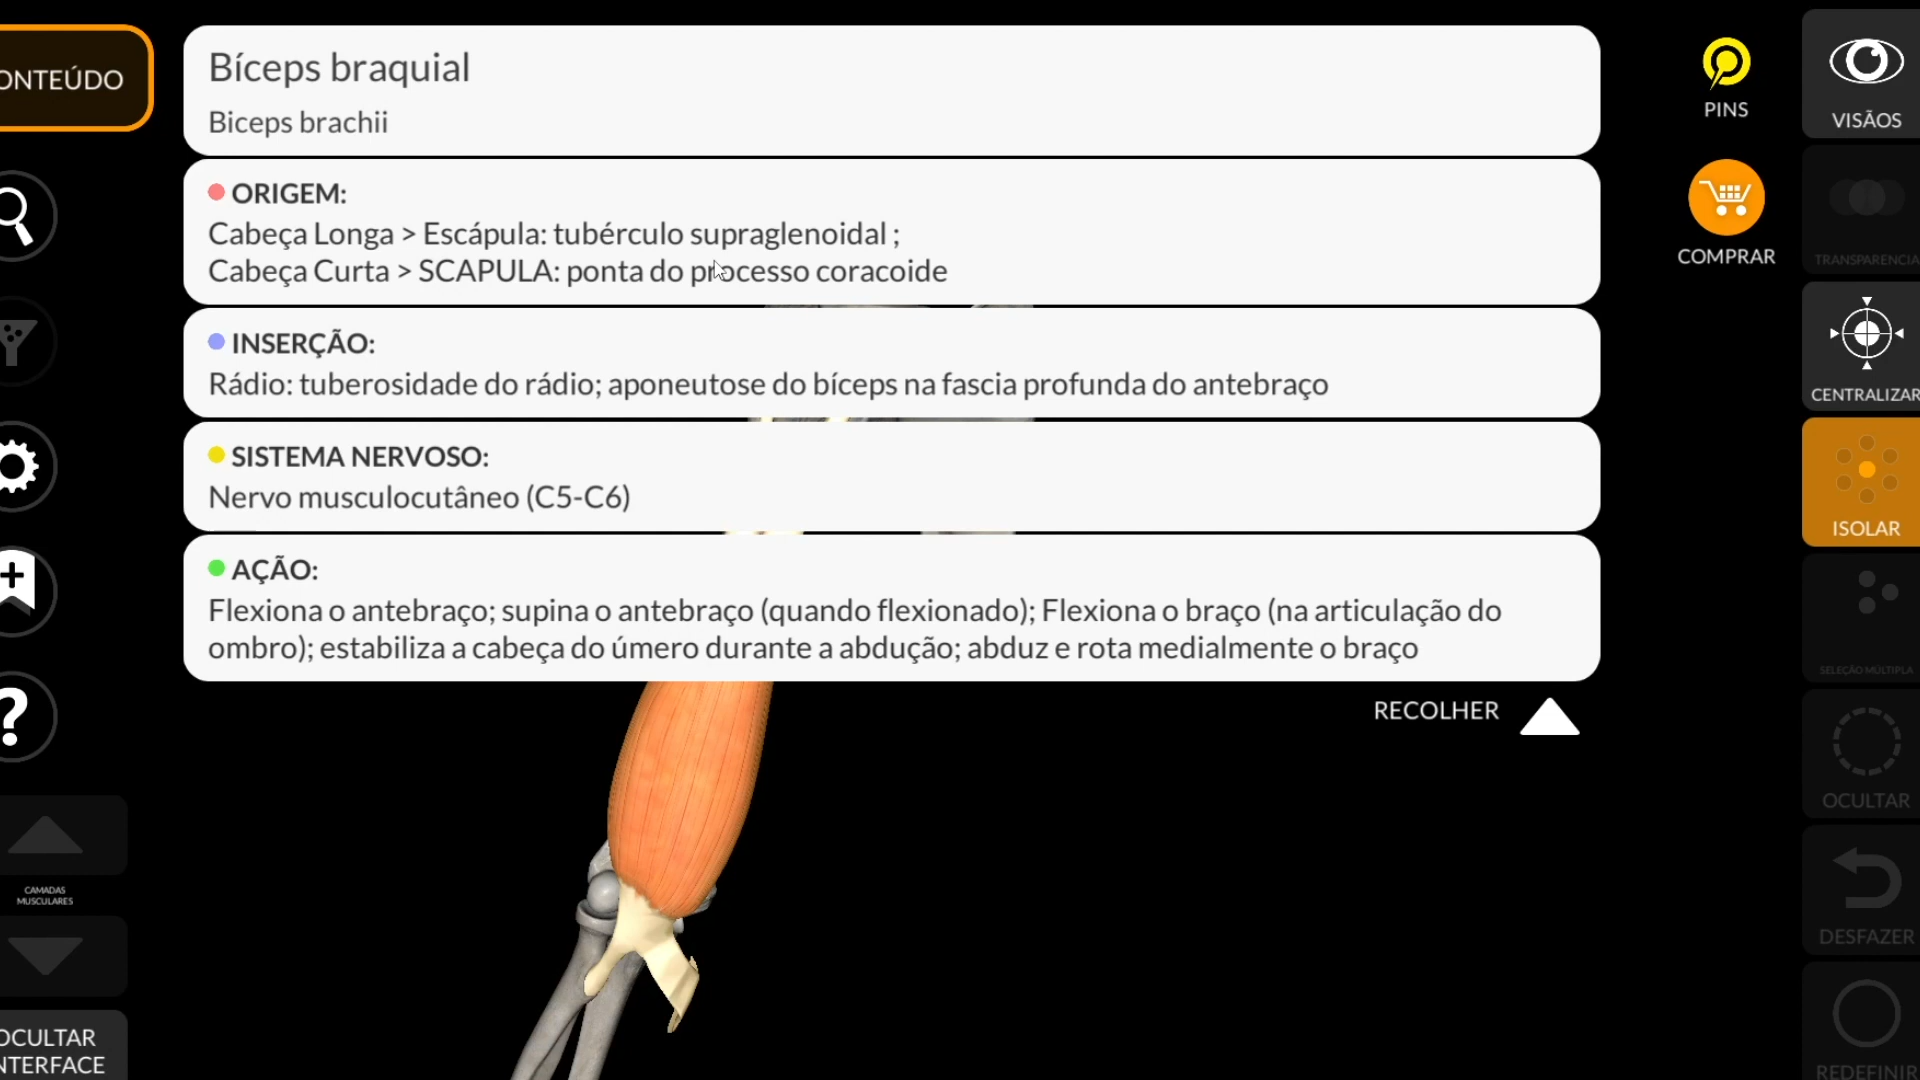 ONTEÚDO
Bíceps braquial
Biceps brachii
ORIGEM:
Cabeça Longa > Escápula: tubérculo supraglenoidal ;
Cabeça Curta > SCAPULA: ponta do processo coracoide
INSERÇÃO:
Rádio: tuberosidade do rádio; aponeutose do bíceps na fascia profunda do antebraço
SISTEMA NERVOSO:
Nervo musculocutâneo (C5-C6)
AÇÃO:
Flexiona o antebraço; supina o antebraço (quando flexionado); Flexiona o braço (na articulação do
ombro); estabiliza a cabeça do úmero durante a abdução; abduz e rota medialmente o braço
RECOLHER
CAMADAS
MUSCULARES
OCULTAR
NTERFACE
PINS
COMPRAR
VISÃOS
TRANSPARENCIA
CENTRALIZAR
ISOLAR
SELEÇÃO MÚLTIPLA
OCULTAR
DESFAZER
REDEFINIR